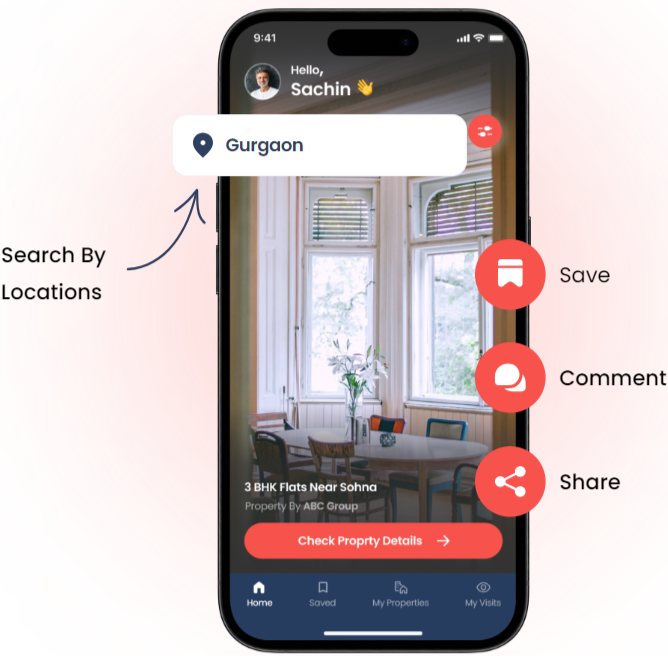 9:41
Hello,
Sachin 👋
Gurgaon
Search By
Locations
Save
Comment
Share
3 BHK Flats Near Sohna
Property By ABC Group
Check Proprty Details
Home
Saved
My Properties
My Visits